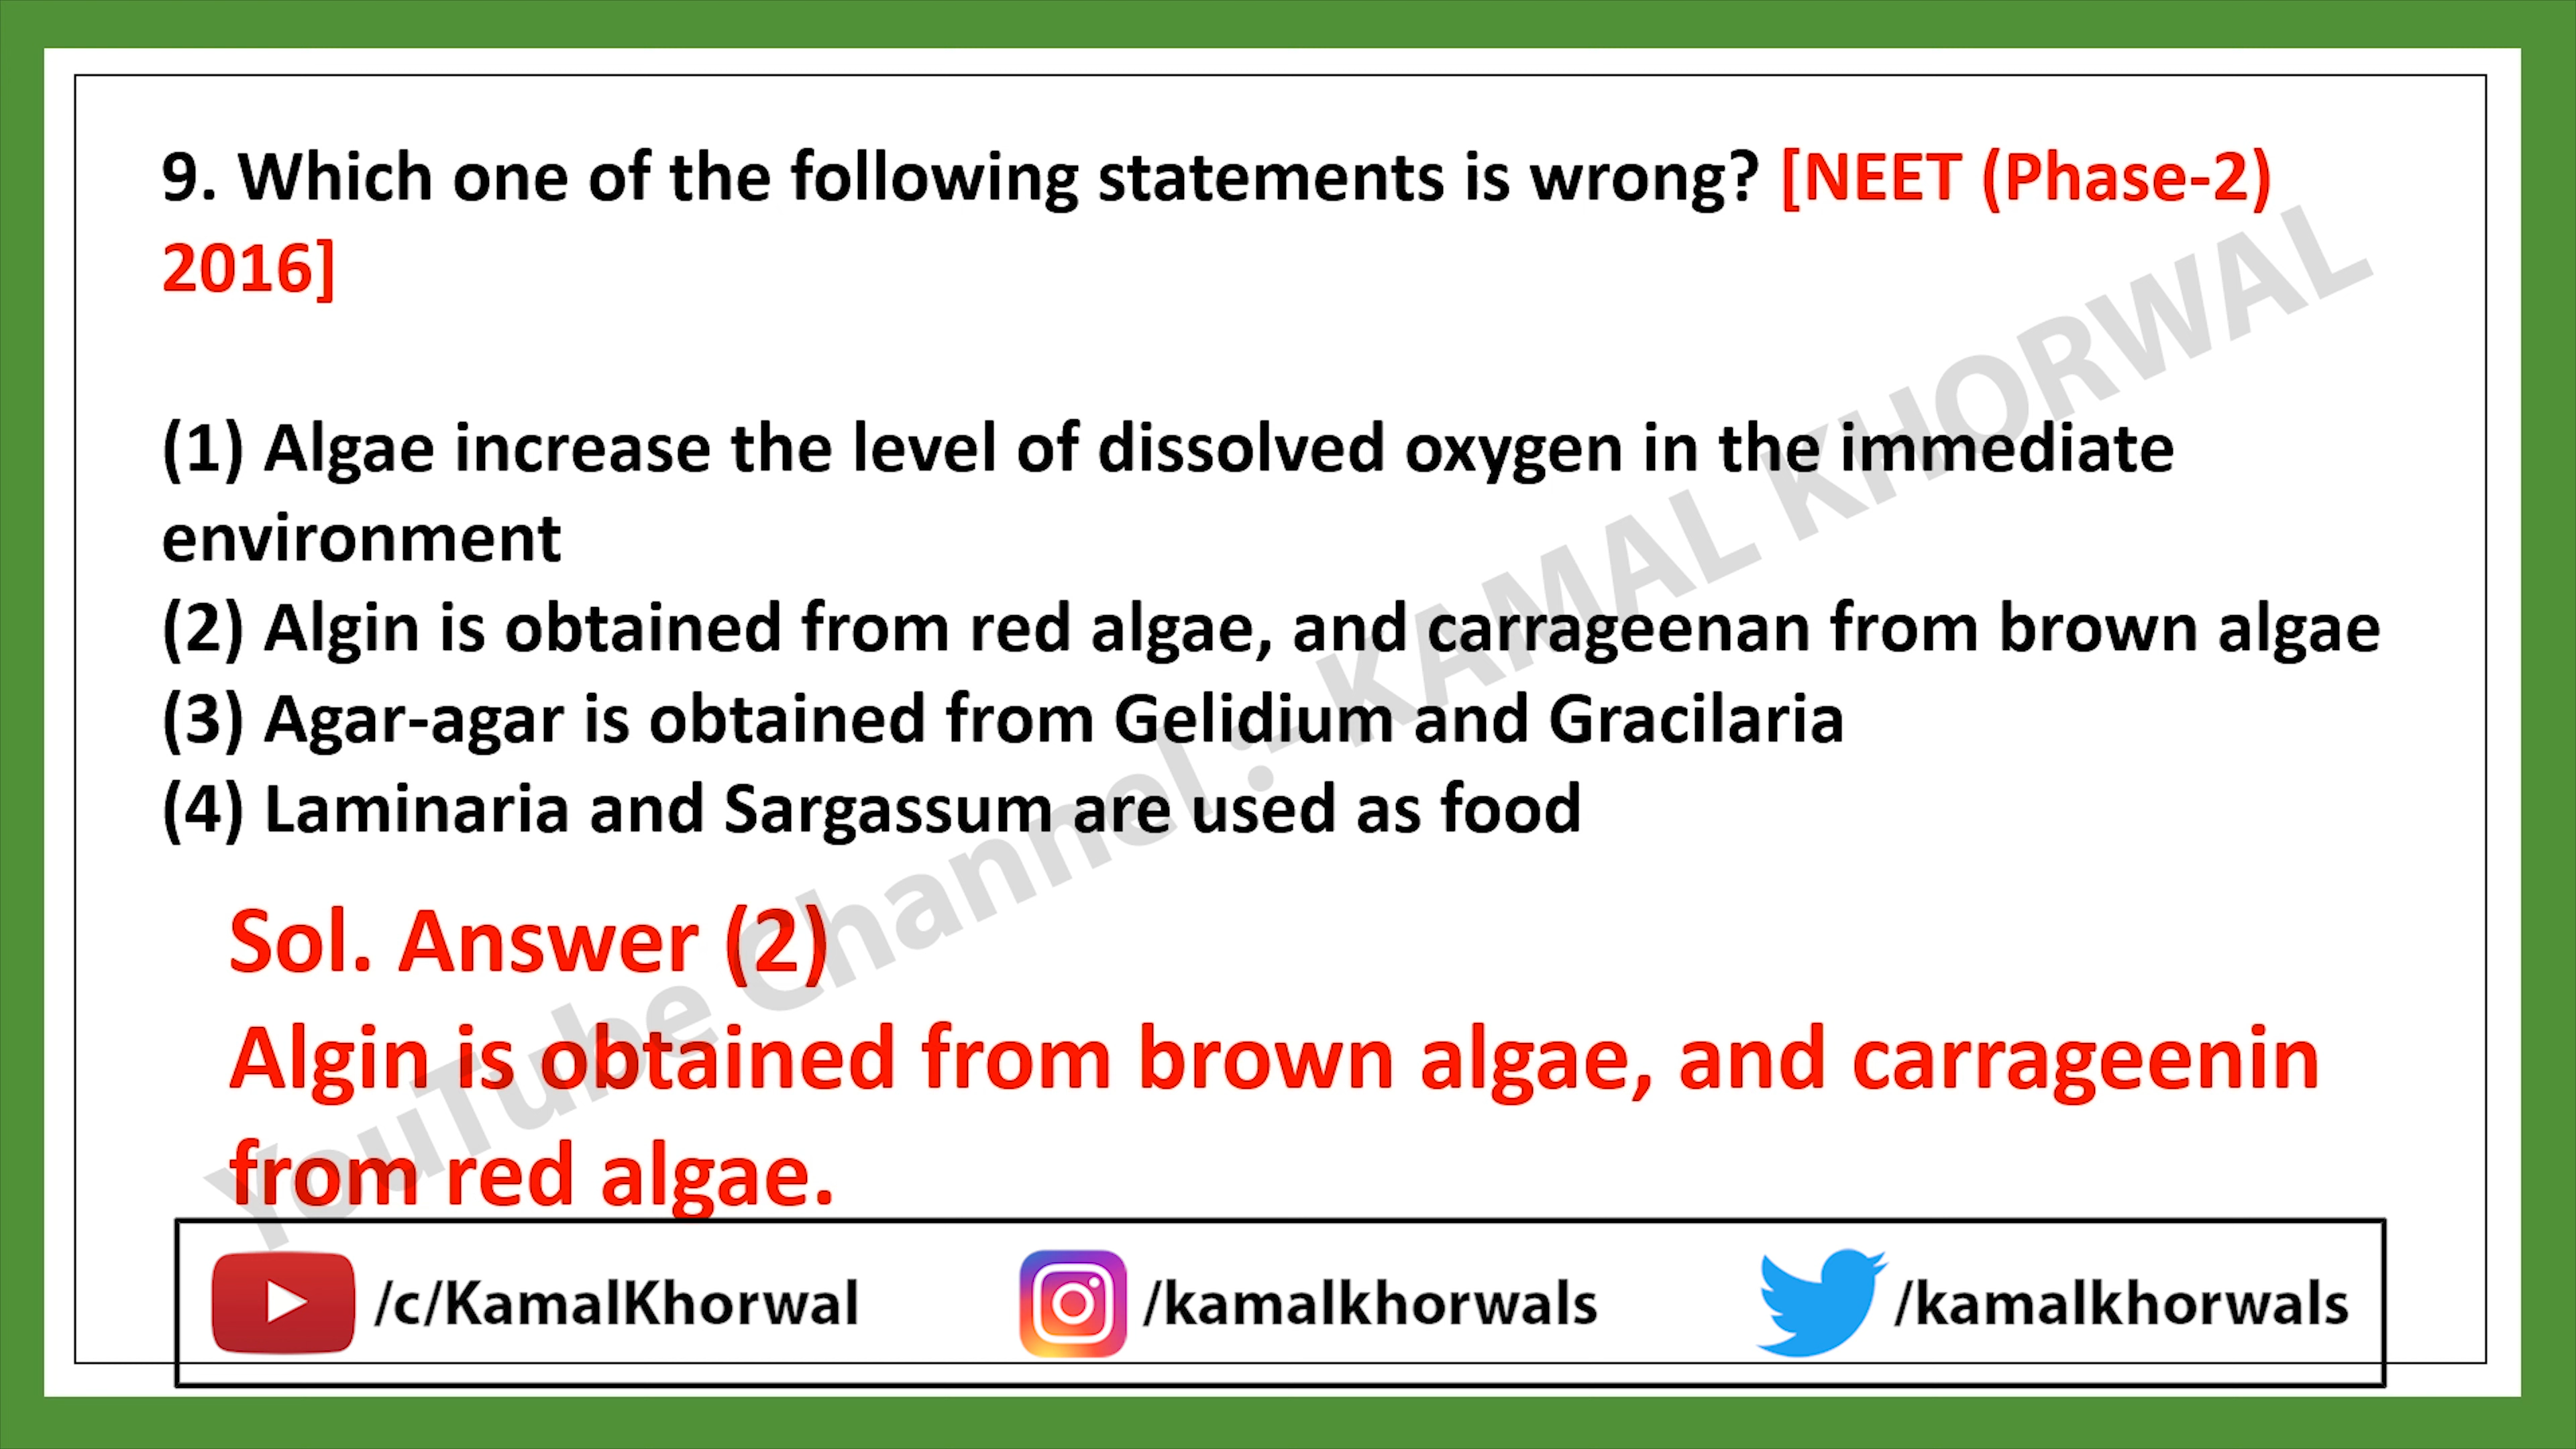 9. Which one of the following statements is wrong? [NEET (Phase-2)
2016]
(1) Algae increase the level of dissolved oxygen in the immediate
environment
(2) Algin is obtained from red algae, and carrageenan from brown algae
(3) Agar-agar is obtained from Gelidium and Gracilaria
(4) Laminaria and Sargassum are used as food
Sol. Answer (2)
Algin is obtained from brown algae, and carrageenin
from red algae.
YouTube Channel :- KAMAL KHORWAL
/c/KamalKhorwal
/kamalkhorwals
/kamalkhorwals